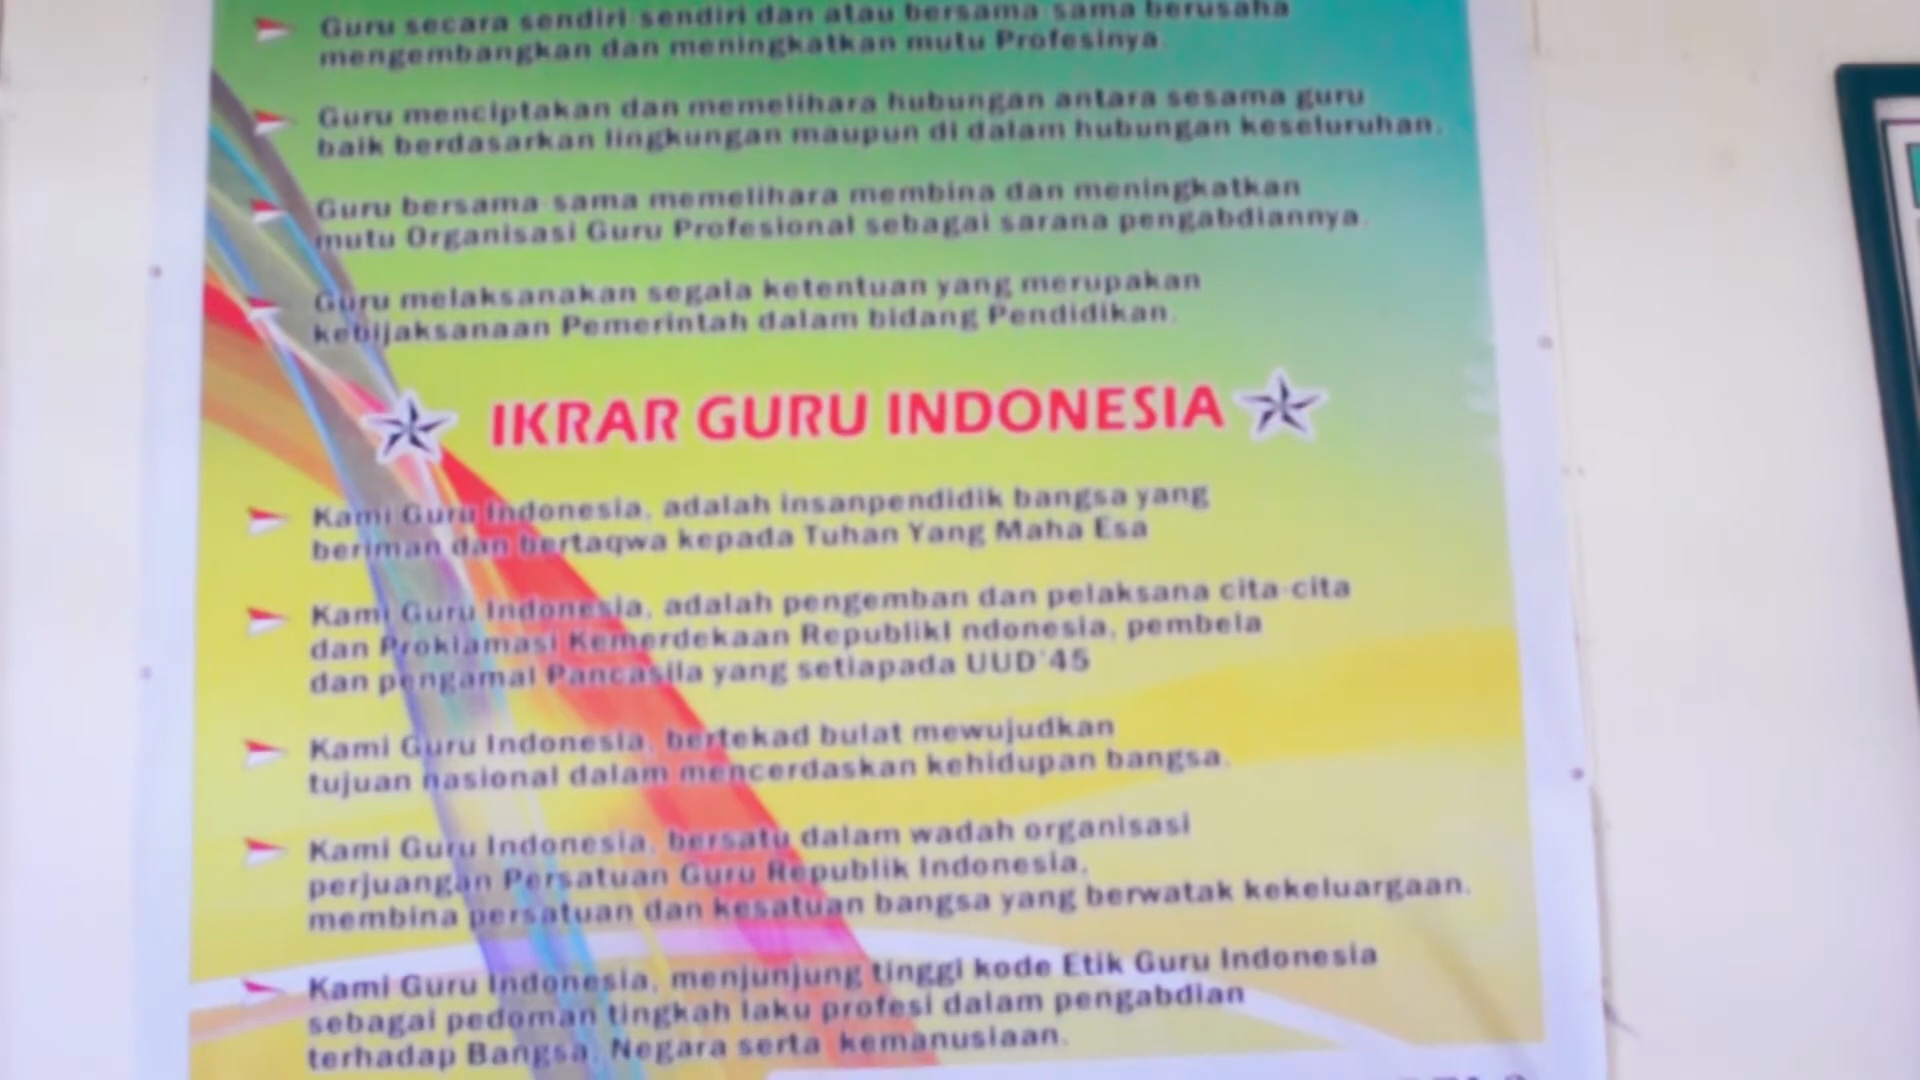 Guru secara sendiri-sendiri dan atau bersama-sama berusaha
mengembangkan dan meningkatkan mutu Profesinya.
Guru menciptakan dan memelihara hubungan antara sesama guru
baik berdasarkan lingkungan maupun di dalam hubungan keseluruhan.
Guru bersama-sama memelihara membina dan meningkatkan
mutu Organisasi Guru Profesional sebagai sarana pengabdiannya.
Guru melaksanakan segala ketentuan yang merupakan
kebijaksanaan Pemerintah dalam bidang Pendidikan.
IKRAR GURU INDONESIA
Kami Guru Indonesia, adalah insanpendidik bangsa yang
beriman dan bertaqwa kepada Tuhan Yang Maha Esa
Kami Guru Indonesia, adalah pengemban dan pelaksana cita-cita
dan Proklamasi Kemerdekaan RepublikI ndonesia, pembela
dan pengamal Pancasila yang setiapada UUD'45
Kami Guru Indonesia, bertekad bulat mewujudkan
tujuan nasional dalam mencerdaskan kehidupan bangsa.
Kami Guru Indonesia, bersatu dalam wadah organisasi
perjuangan Persatuan Guru Republik Indonesia,
membina persatuan dan kesatuan bangsa yang berwatak kekeluargaan.
Kami Guru Indonesia, menjunjung tinggi kode Etik Guru Indonesia
sebagai pedoman tingkah laku profesi dalam pengabdian
terhadap Bangsa, Negara serta kemanusiaan.